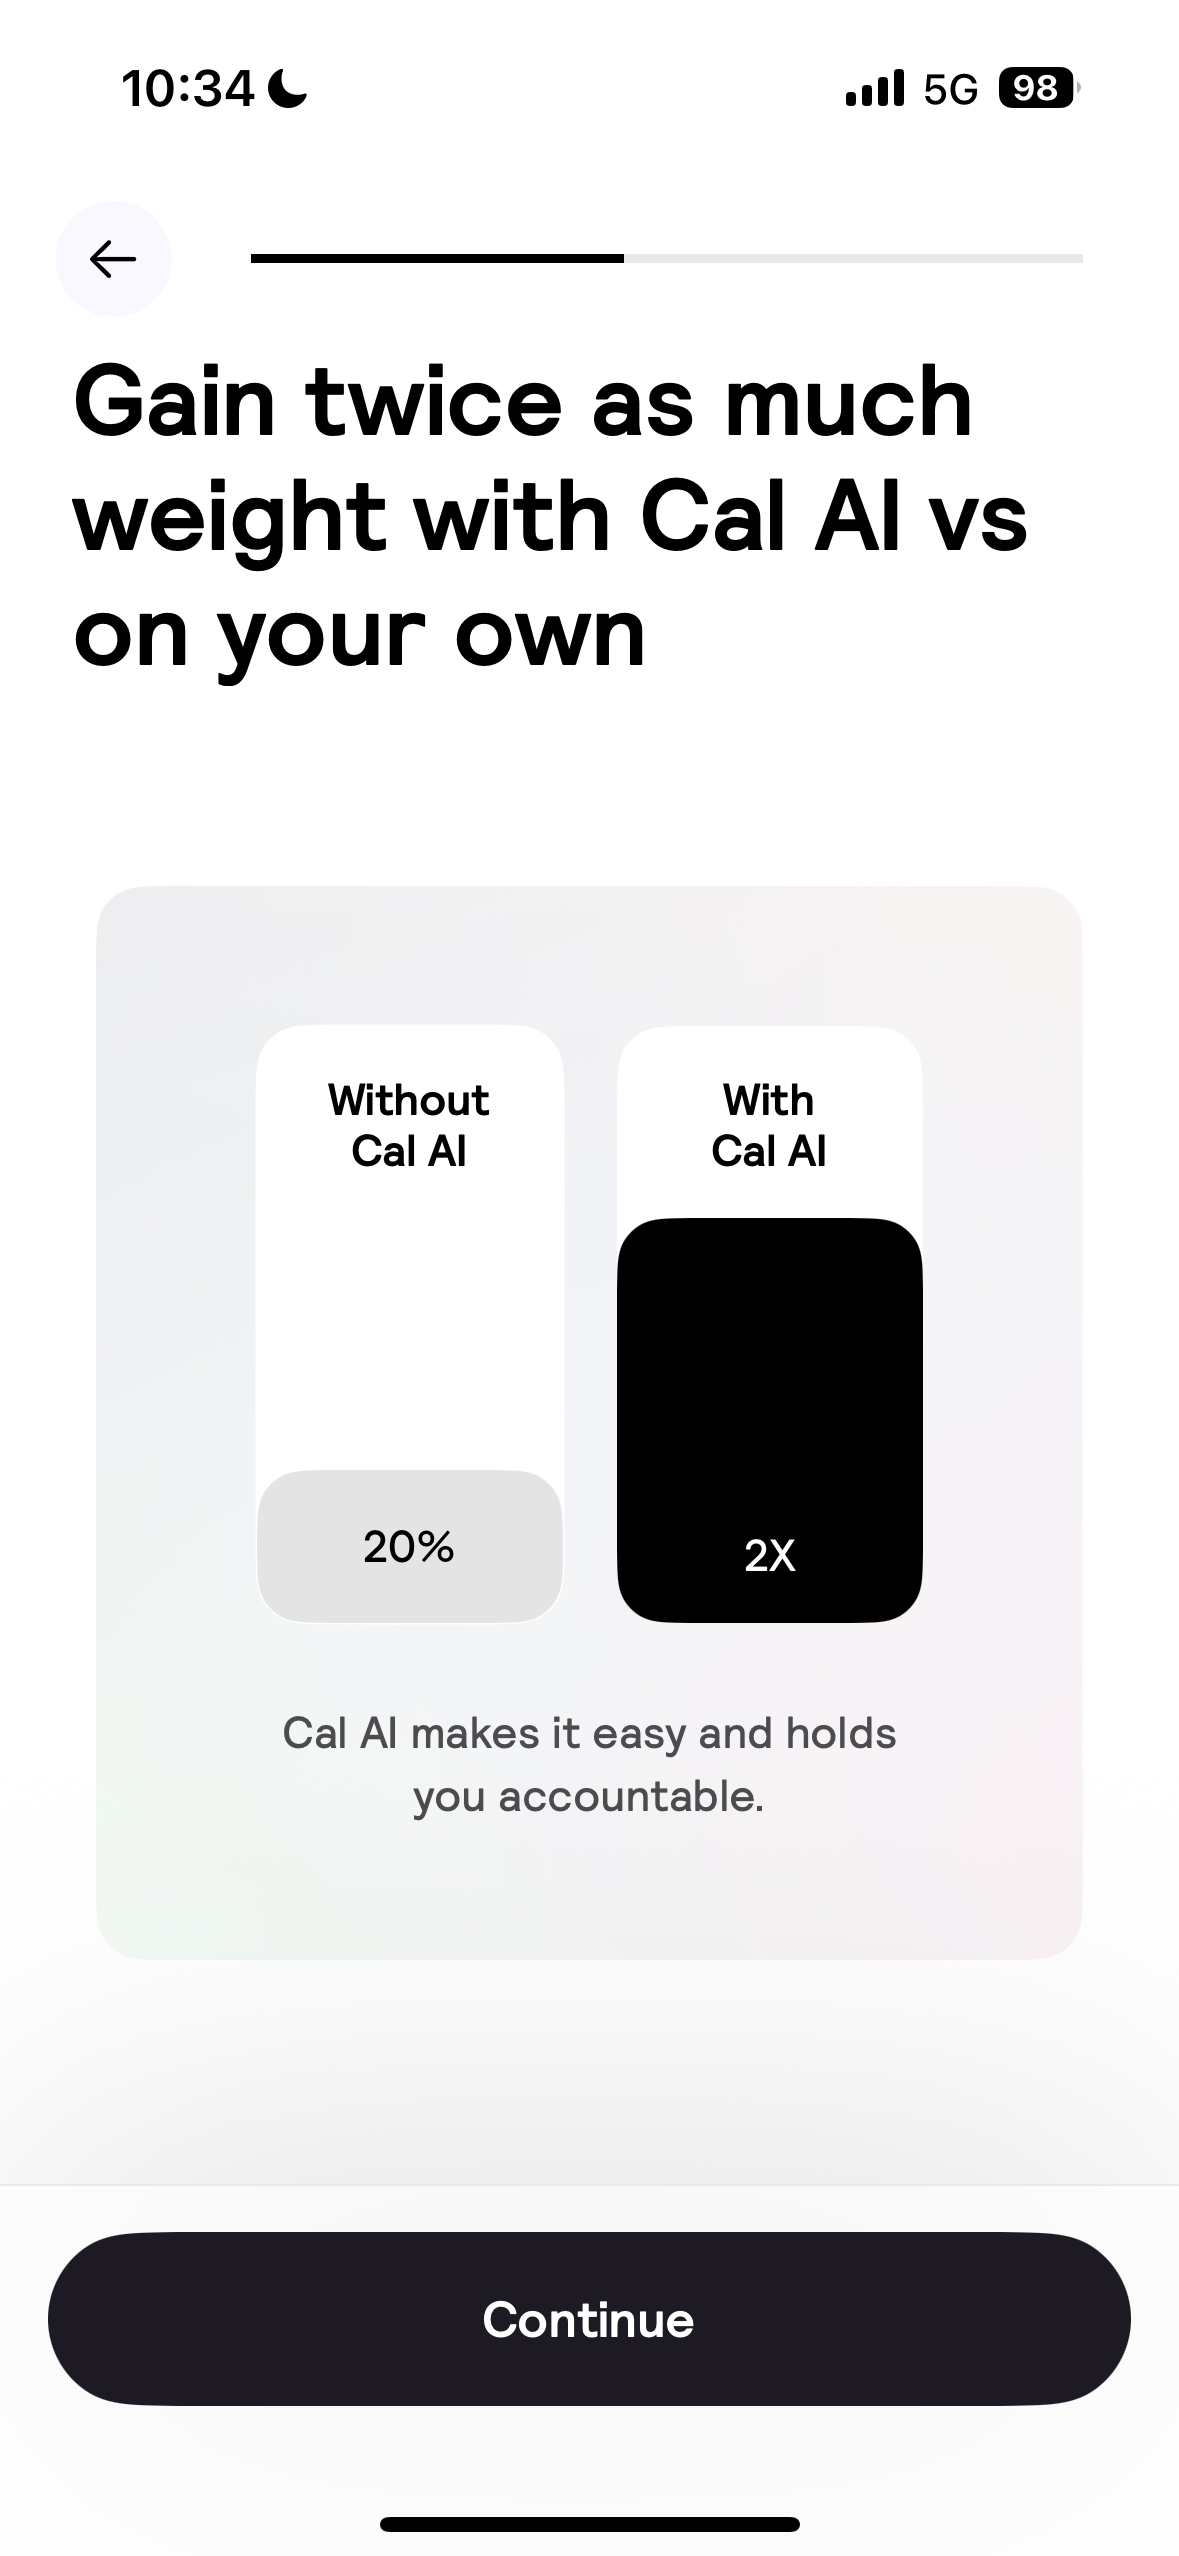 10:34
5G
98
Gain twice as much
weight with Cal AI vs
on your own
Without
Cal AI
With
Cal AI
20%
2X
Cal AI makes it easy and holds
you accountable.
Continue